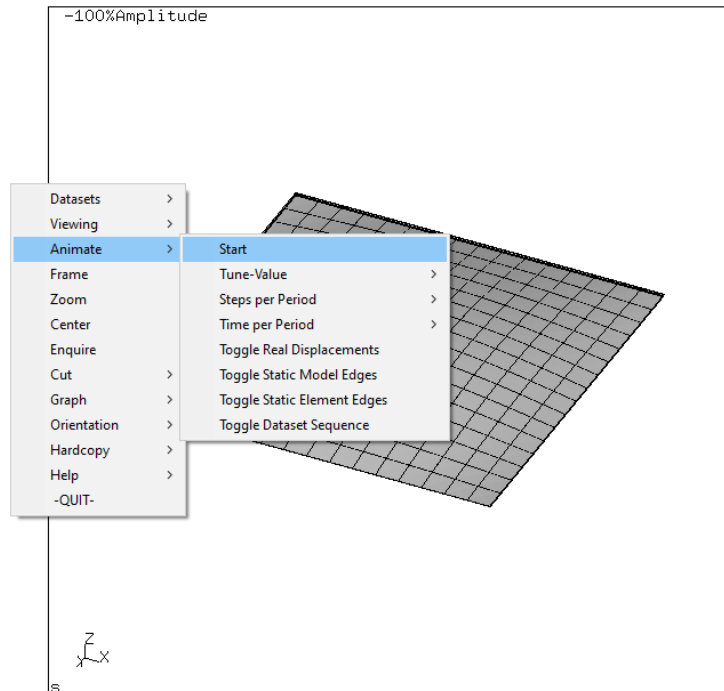 -100%Amplitude
Datasets
Viewing
Animate
Frame
Zoom
Center
Enquire
Cut
Graph
Orientation
Hardcopy
Help
-QUIT-
Start
Tune-Value
Steps per Period
Time per Period
Toggle Real Displacements
Toggle Static Model Edges
Toggle Static Element Edges
Toggle Dataset Sequence
Z
X